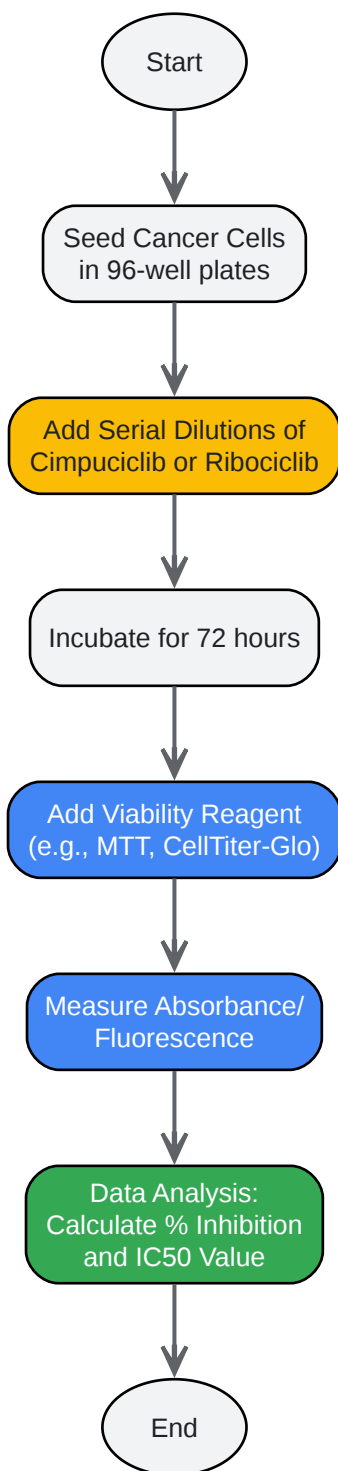 Start
Seed Cancer Cells
in 96-well plates
Add Serial Dilutions of
Cimpuciclib or Ribociclib
Incubate for 72 hours
Add Viability Reagent
(e.g., MTT, CellTiter-Glo)
Measure Absorbance/
Fluorescence
Data Analysis:
Calculate % Inhibition
and IC50 Value
End